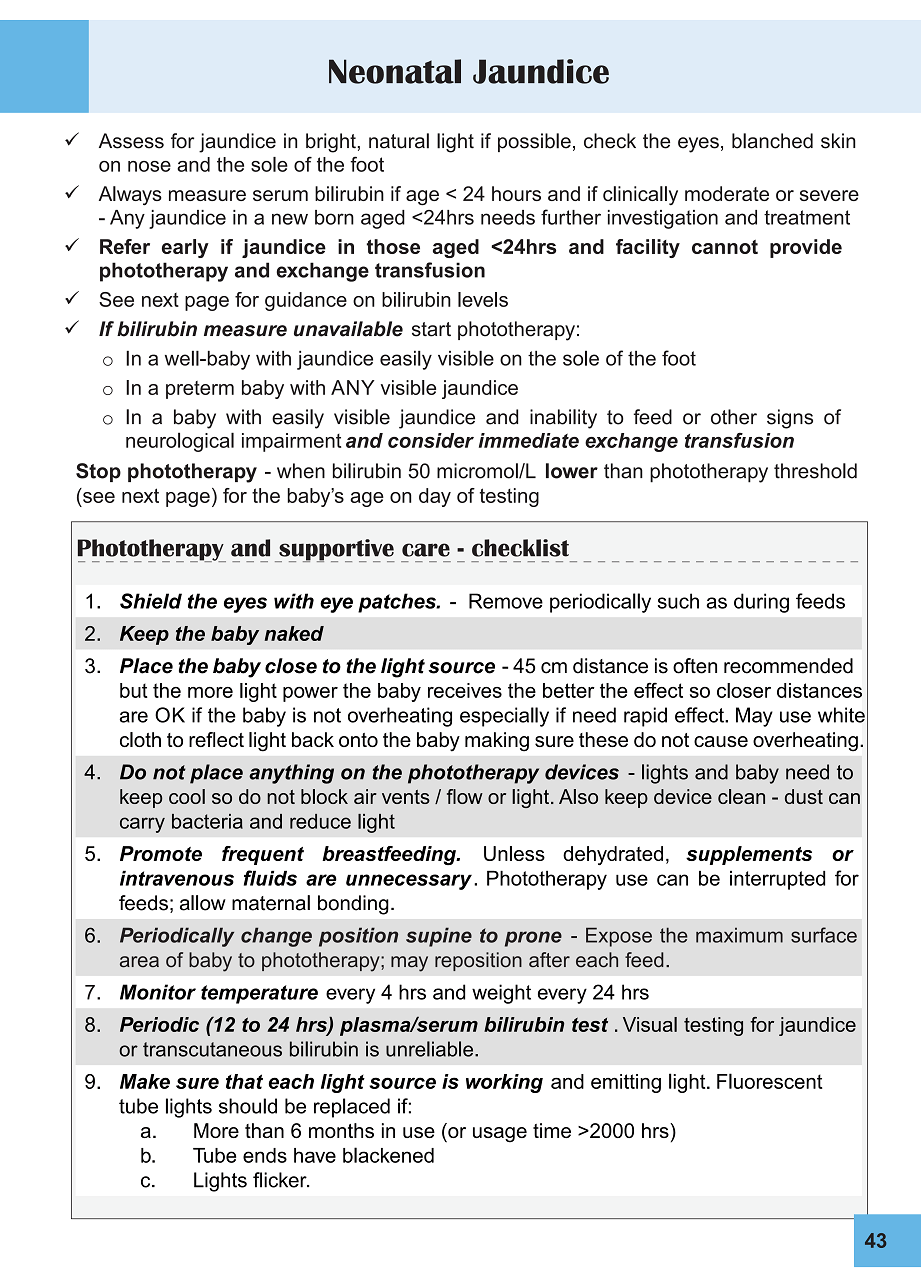 Neonatal Jaundice
✓ Assess for jaundice in bright, natural light if possible, check the eyes, blanched skin
on nose and the sole of the foot
✓ Always measure serum bilirubin if age < 24 hours and if clinically moderate or severe
- Any jaundice in a new born aged <24hrs needs further investigation and treatment
✓ Refer early if jaundice in those aged <24hrs and facility cannot provide
phototherapy and exchange transfusion
✓ See next page for guidance on bilirubin levels
✓ If bilirubin measure unavailable start phototherapy:
o In a well-baby with jaundice easily visible on the sole of the foot
o In a preterm baby with ANY visible jaundice
o In a baby with easily visible jaundice and inability to feed or other signs of
neurological impairment and consider immediate exchange transfusion
Stop phototherapy - when bilirubin 50 micromol/L lower than phototherapy threshold
(see next page) for the baby's age on day of testing
Phototherapy and supportive care - checklist
1. Shield the eyes with eye patches. - Remove periodically such as during feeds
2. Keep the baby naked
3. Place the baby close to the light source - 45 cm distance is often recommended
but the more light power the baby receives the better the effect so closer distances
are OK if the baby is not overheating especially if need rapid effect. May use white
cloth to reflect light back onto the baby making sure these do not cause overheating.
4. Do not place anything on the phototherapy devices - lights and baby need to
keep cool so do not block air vents / flow or light. Also keep device clean - dust can
carry bacteria and reduce light
5. Promote frequent breastfeeding. Unless dehydrated, supplements or
intravenous fluids are unnecessary. Phototherapy use can be interrupted for
feeds; allow maternal bonding.
6. Periodically change position supine to prone - Expose the maximum surface
area of baby to phototherapy; may reposition after each feed.
7. Monitor temperature every 4 hrs and weight every 24 hrs
8. Periodic (12 to 24 hrs) plasma/serum bilirubin test . Visual testing for jaundice
or transcutaneous bilirubin is unreliable.
9. Make sure that each light source is working and emitting light. Fluorescent
tube lights should be replaced if:
a. More than 6 months in use (or usage time >2000 hrs)
b. Tube ends have blackened
c. Lights flicker.
43